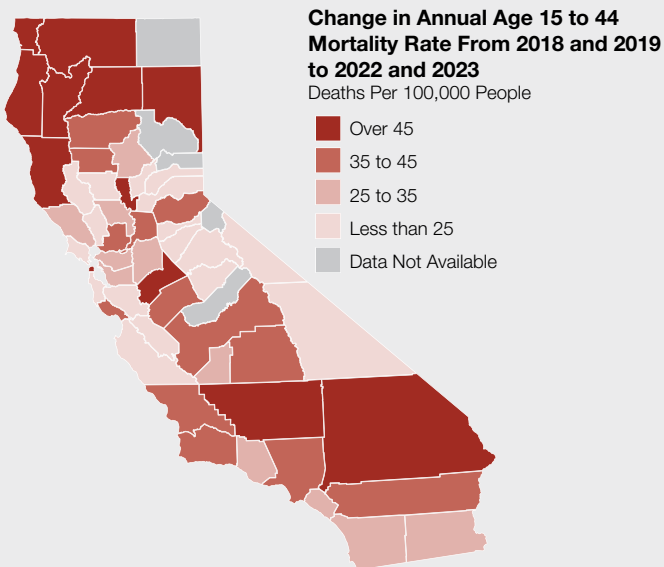 Change in Annual Age 15 to 44
Mortality Rate From 2018 and 2019
to 2022 and 2023
Deaths Per 100,000 People
Over 45
35 to 45
25 to 35
Less than 25
Data Not Available